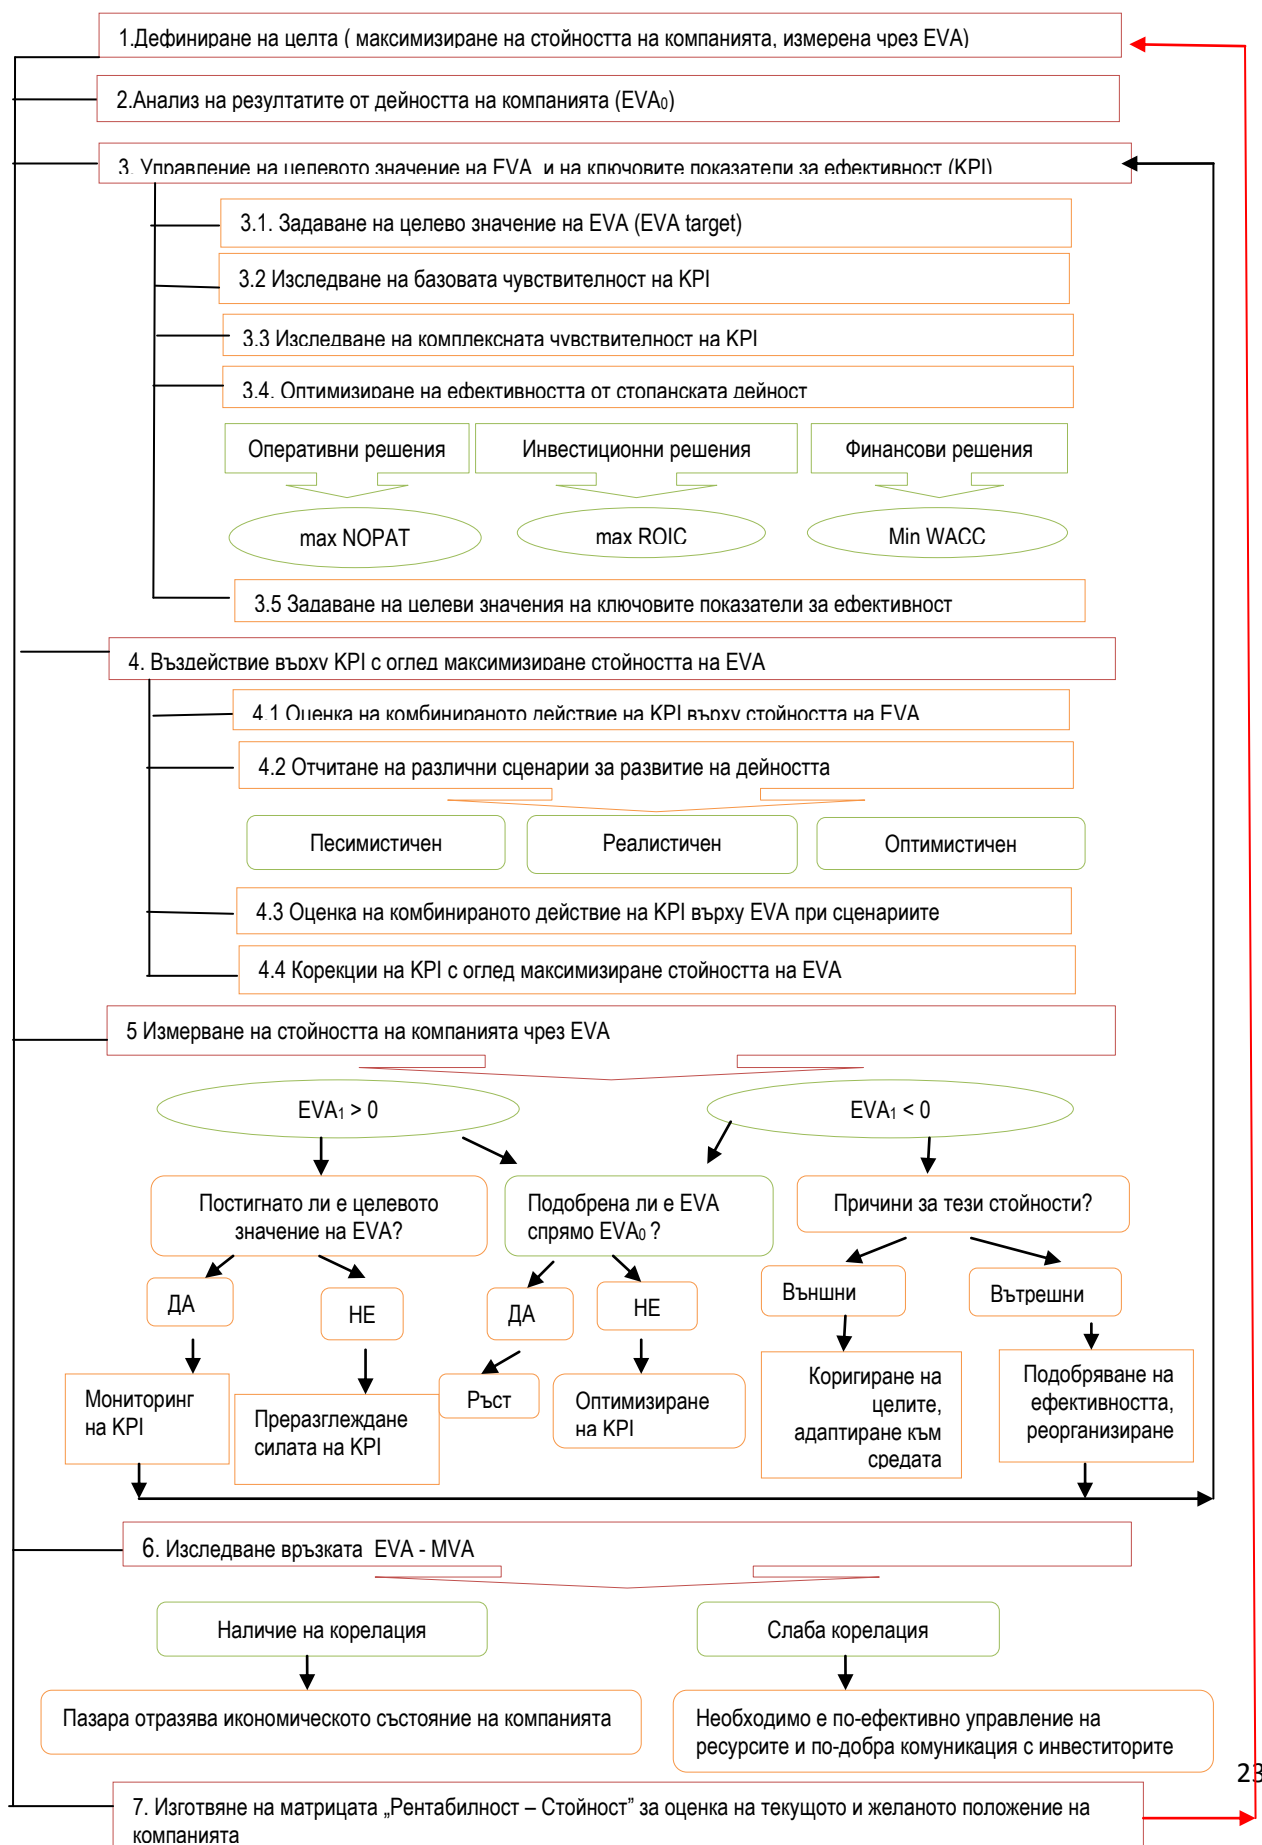 1.Дефиниране на целта ( максимизиране на стойността на компанията, измерена чрез EVA)
2.Анализ на резултатите от дейността на компанията (EVA₀)
3. Управление на целевото значение на EVA и на ключовите показатели за ефективност (KPI)
3.1. Задаване на целево значение на EVA (EVA target)
3.2 Изследване на базовата чувствителност на KPI
3.3 Изследване на комплексната чувствителност на KPI
3.4. Оптимизиране на ефективността от стопанската дейност
Оперативни решения
Инвестиционни решения
Финансови решения
max NOPAT
max ROIC
Min WACC
3.5 Задаване на целеви значения на ключовите показатели за ефективност
4. Въздействие върху KPI с оглед максимизиране стойността на EVA
4.1 Оценка на комбинираното действие на KPI върху стойността на EVA
4.2 Отчитане на различни сценарии за развитие на дейността
Песимистичен
Реалистичен
Оптимистичен
4.3 Оценка на комбинираното действие на KPI върху EVA при сценариите
4.4 Корекции на KPI с оглед максимизиране стойността на EVA
5 Измерване на стойността на компанията чрез EVA
EVA₁ > 0
EVA₁ < 0
Постигнато ли е целевото
значение на EVA?
Подобрена ли е EVA
спрямо EVA₀ ?
Причини за тези стойности?
ДА
НЕ
ДА
НЕ
Външни
Вътрешни
Мониторинг
на KPI
Преразглеждане
силата на KPI
Ръст
Оптимизиране
на KPI
Коригиране на
целите,
адаптиране към
средата
Подобряване на
ефективността,
реорганизиране
6. Изследване връзката EVA - MVA
Наличие на корелация
Слаба корелация
Пазара отразява икономическото състояние на компанията
Необходимо е по-ефективно управление на
ресурсите и по-добра комуникация с инвеститорите
23
7. Изготвяне на матрицата „Рентабилност – Стойност” за оценка на текущото и желаното положение на
компанията